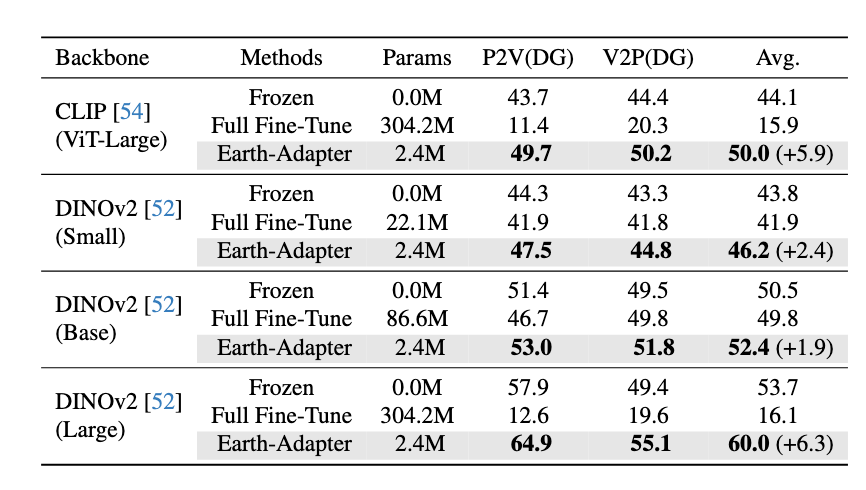 Backbone Methods Params P2V(DG) V2P(DG) Avg.
CLIP [54] (ViT-Large)
Frozen 0.0M 43.7 44.4 44.1
Full Fine-Tune 304.2M 11.4 20.3 15.9
Earth-Adapter 2.4M 49.7 50.2 50.0 (+5.9)
DINOv2 [52] (Small)
Frozen 0.0M 44.3 43.3 43.8
Full Fine-Tune 22.1M 41.9 41.8 41.9
Earth-Adapter 2.4M 47.5 44.8 46.2 (+2.4)
DINOv2 [52] (Base)
Frozen 0.0M 51.4 49.5 50.5
Full Fine-Tune 86.6M 46.7 49.8 49.8
Earth-Adapter 2.4M 53.0 51.8 52.4 (+1.9)
DINOv2 [52] (Large)
Frozen 0.0M 57.9 49.4 53.7
Full Fine-Tune 304.2M 12.6 19.6 16.1
Earth-Adapter 2.4M 64.9 55.1 60.0 (+6.3)